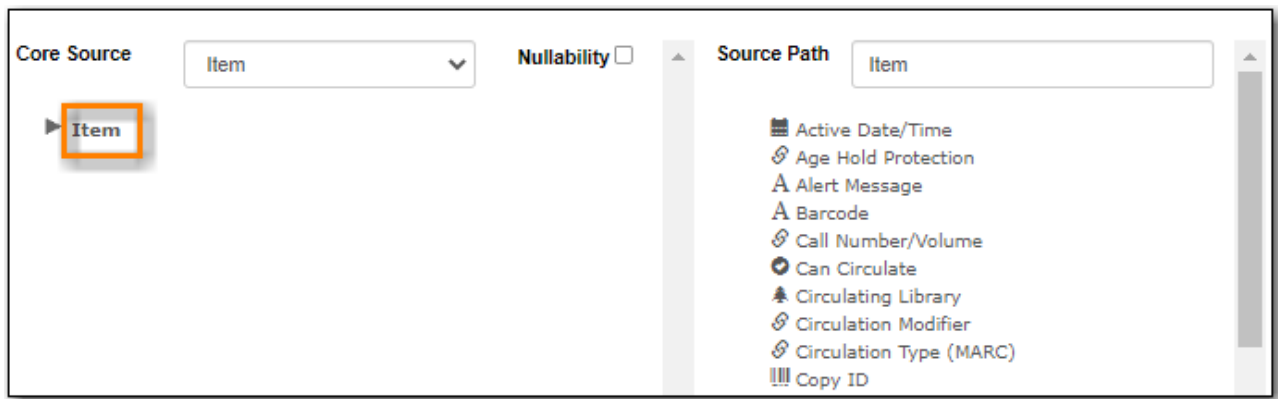 Core Source
Item
Nullability
Item
Source Path
Item
Active Date/Time
Age Hold Protection
A Alert Message
A Barcode
Call Number/Volume
Can Circulate
Circulating Library
Circulation Modifier
Circulation Type (MARC)
Copy ID